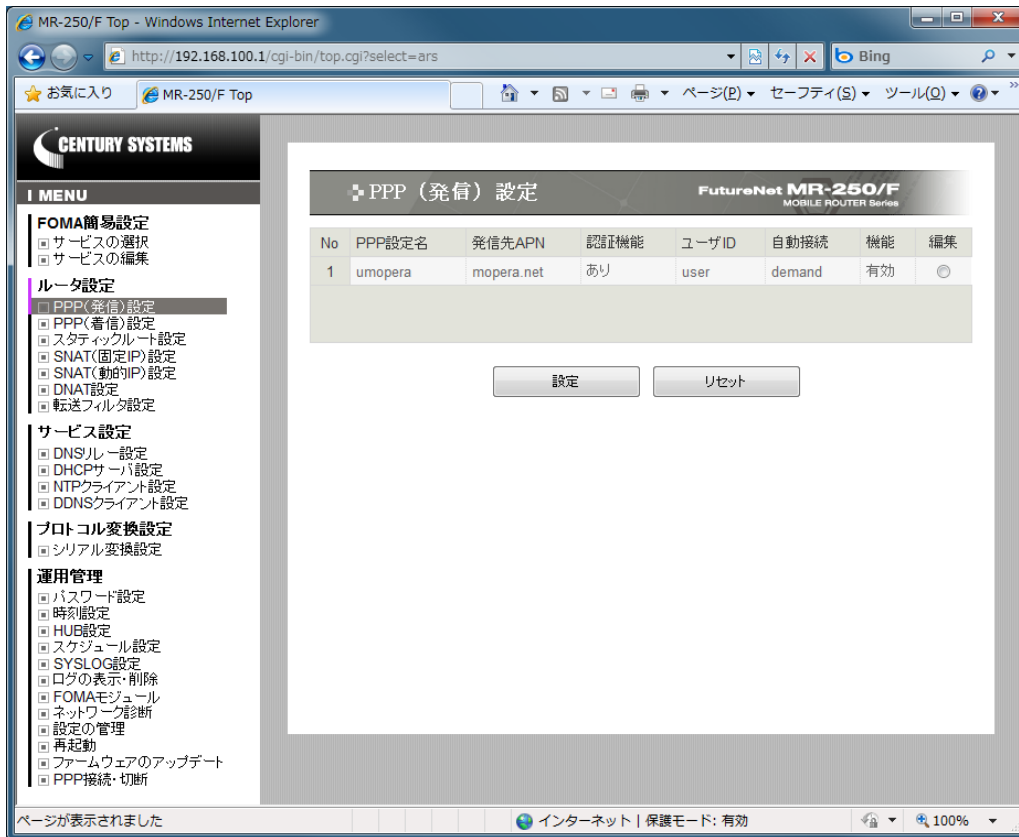 MR-250/F Top - Windows Internet Explorer
http://192.168.100.1/cgi-bin/top.cgi?select=ars
Bing
お気に入り
MR-250/F Top
ページ(P)
セーフティ(S)
ツール(O)
CENTURY SYSTEMS
MENU
FOMA簡易設定
サービスの選択
サービスの編集
ルータ設定
PPP(発信)設定
PPP(着信)設定
スタティックルート設定
SNAT(固定IP)設定
SNAT(動的IP)設定
DNAT設定
転送フィルタ設定
サービス設定
DNSリレー設定
DHCPサーバ設定
NTPクライアント設定
DDNSクライアント設定
プロトコル変換設定
シリアル変換設定
運用管理
パスワード設定
時刻設定
HUB設定
スケジュール設定
SYSLOG設定
ログの表示・削除
FOMAモジュール
ネットワーク診断
設定の管理
再起動
ファームウェアのアップデート
PPP接続・切断
PPP（発信）設定
FutureNet MR-250/F
MOBILE ROUTER Series
No PPP設定名 発信先APN 認証機能 ユーザID 自動接続 機能 編集
1 umopera mopera.net あり user demand 有効
設定 リセット
ページが表示されました
インターネット | 保護モード: 有効
100%